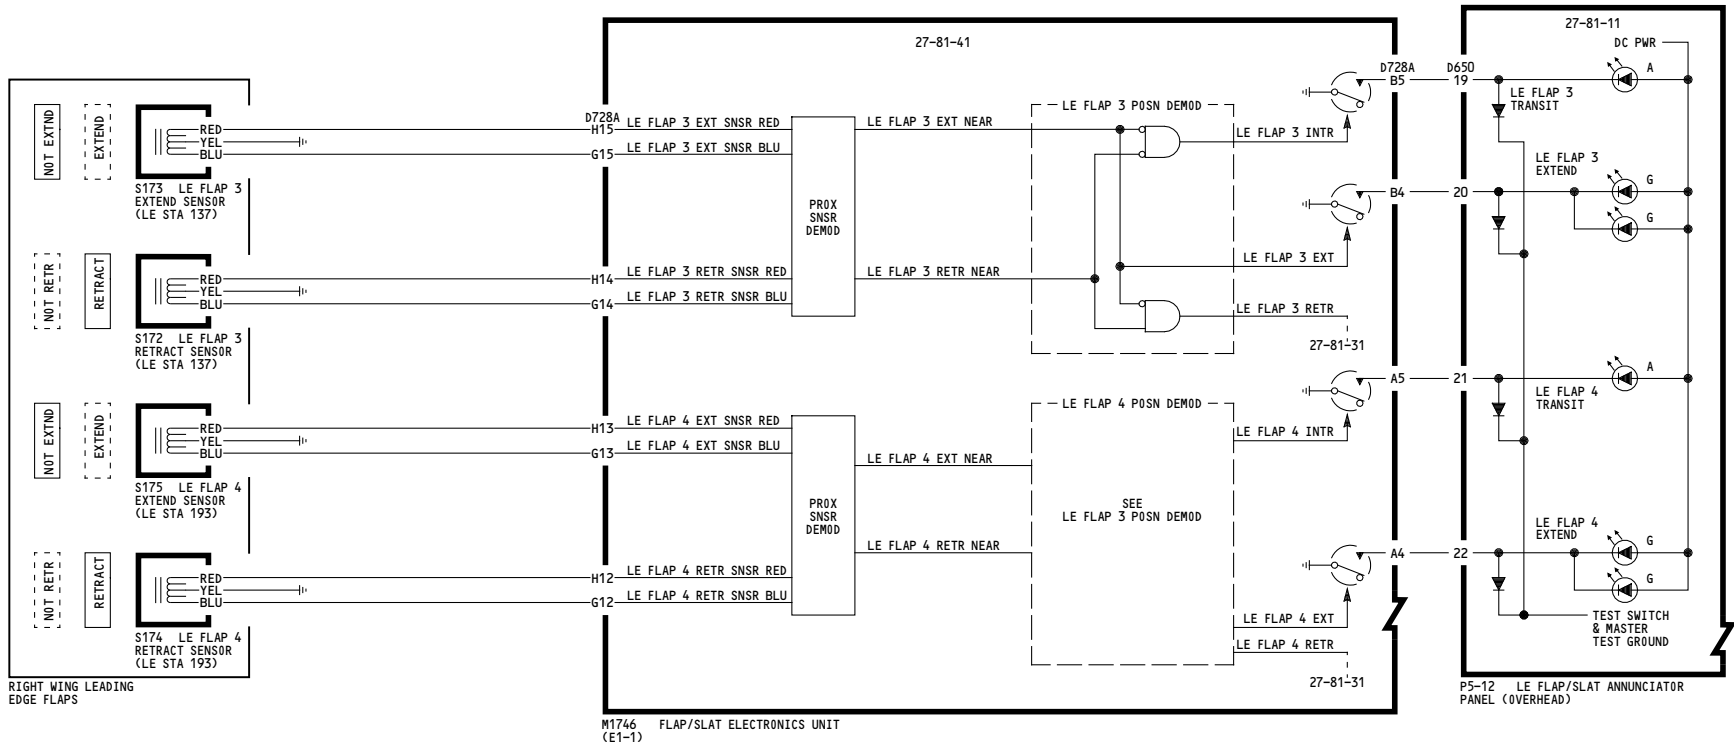 27-81-41
27-81-11
DC PWR
RIGHT WING LEADING
EDGE FLAPS
NOT EXTND
EXTEND
RED
YEL
BLU
S173 LE FLAP 3
EXTEND SENSOR
(LE STA 137)
NOT RETR
RETRACT
RED
YEL
BLU
S172 LE FLAP 3
RETRACT SENSOR
(LE STA 137)
NOT EXTND
EXTEND
RED
YEL
BLU
S175 LE FLAP 4
EXTEND SENSOR
(LE STA 193)
NOT RETR
RETRACT
RED
YEL
BLU
S174 LE FLAP 4
RETRACT SENSOR
(LE STA 193)
D728A
H15 LE FLAP 3 EXT SNSR RED
G15 LE FLAP 3 EXT SNSR BLU
H14 LE FLAP 3 RETR SNSR RED
G14 LE FLAP 3 RETR SNSR BLU
H13 LE FLAP 4 EXT SNSR RED
G13 LE FLAP 4 EXT SNSR BLU
H12 LE FLAP 4 RETR SNSR RED
G12 LE FLAP 4 RETR SNSR BLU
PROX
SNSR
DEMOD
PROX
SNSR
DEMOD
LE FLAP 3 EXT NEAR
LE FLAP 3 RETR NEAR
LE FLAP 4 EXT NEAR
LE FLAP 4 RETR NEAR
LE FLAP 3 POSN DEMOD
LE FLAP 3 INTR
LE FLAP 3 EXT
LE FLAP 3 RETR
27-81-31
LE FLAP 4 POSN DEMOD
SEE
LE FLAP 3 POSN DEMOD
LE FLAP 4 INTR
LE FLAP 4 EXT
LE FLAP 4 RETR
27-81-31
M1746 FLAP/SLAT ELECTRONICS UNIT
(E1-1)
D728A D650
B5 19
B4 20
A5 21
A4 22
LE FLAP 3
TRANSIT
A
LE FLAP 3
EXTEND
G
G
LE FLAP 4
TRANSIT
A
LE FLAP 4
EXTEND
G
G
TEST SWITCH
& MASTER
TEST GROUND
P5-12 LE FLAP/SLAT ANNUNCIATOR
PANEL (OVERHEAD)